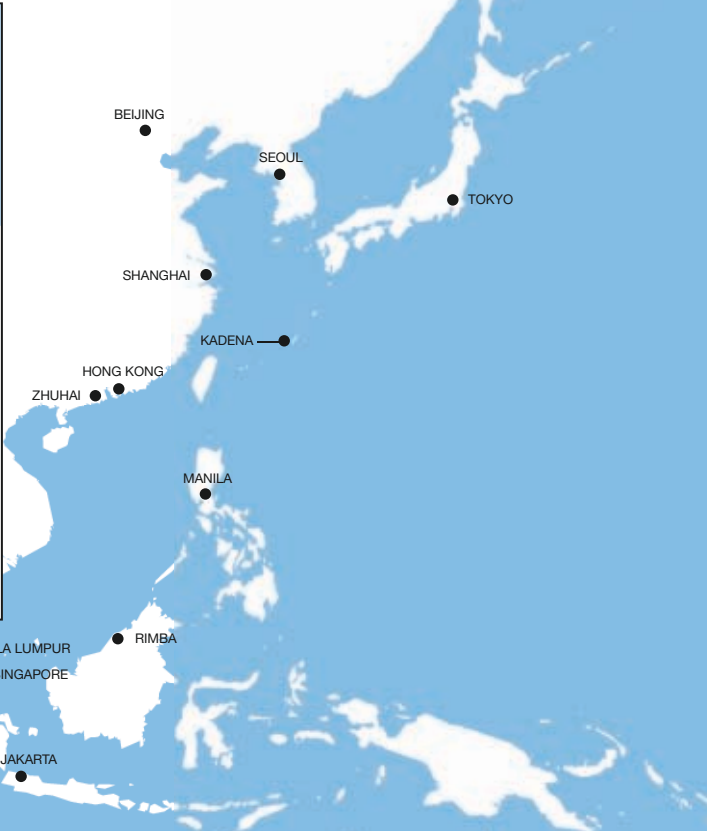 BEIJING
SEOUL
TOKYO
SHANGHAI
KADENA
HONG KONG
ZHUHAI
MANILA
RIMBA
LA LUMPUR
INGAPORE
JAKARTA